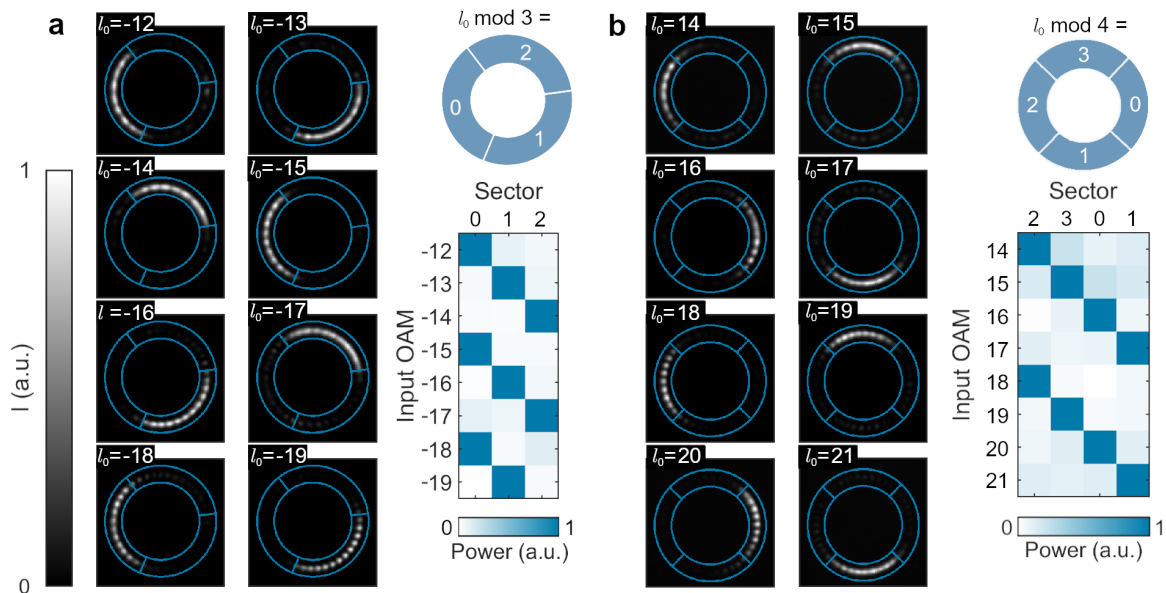 a
l₀=-12
l₀=-13
l₀ mod 3 =
2
0
1
l₀=-14
l₀=-15
l=-16
l₀=-17
l₀=-18
l₀=-19
1
I (a.u.)
0
Sector
0 1 2
Input OAM
-12
-13
-14
-15
-16
-17
-18
-19
0
1
Power (a.u.)
b
l₀=14
l₀=15
l₀ mod 4 =
3
2
0
1
l₀=16
l₀=17
l₀=18
l₀=19
l₀=20
l₀=21
Sector
2 3 0 1
Input OAM
14
15
16
17
18
19
20
21
0
1
Power (a.u.)